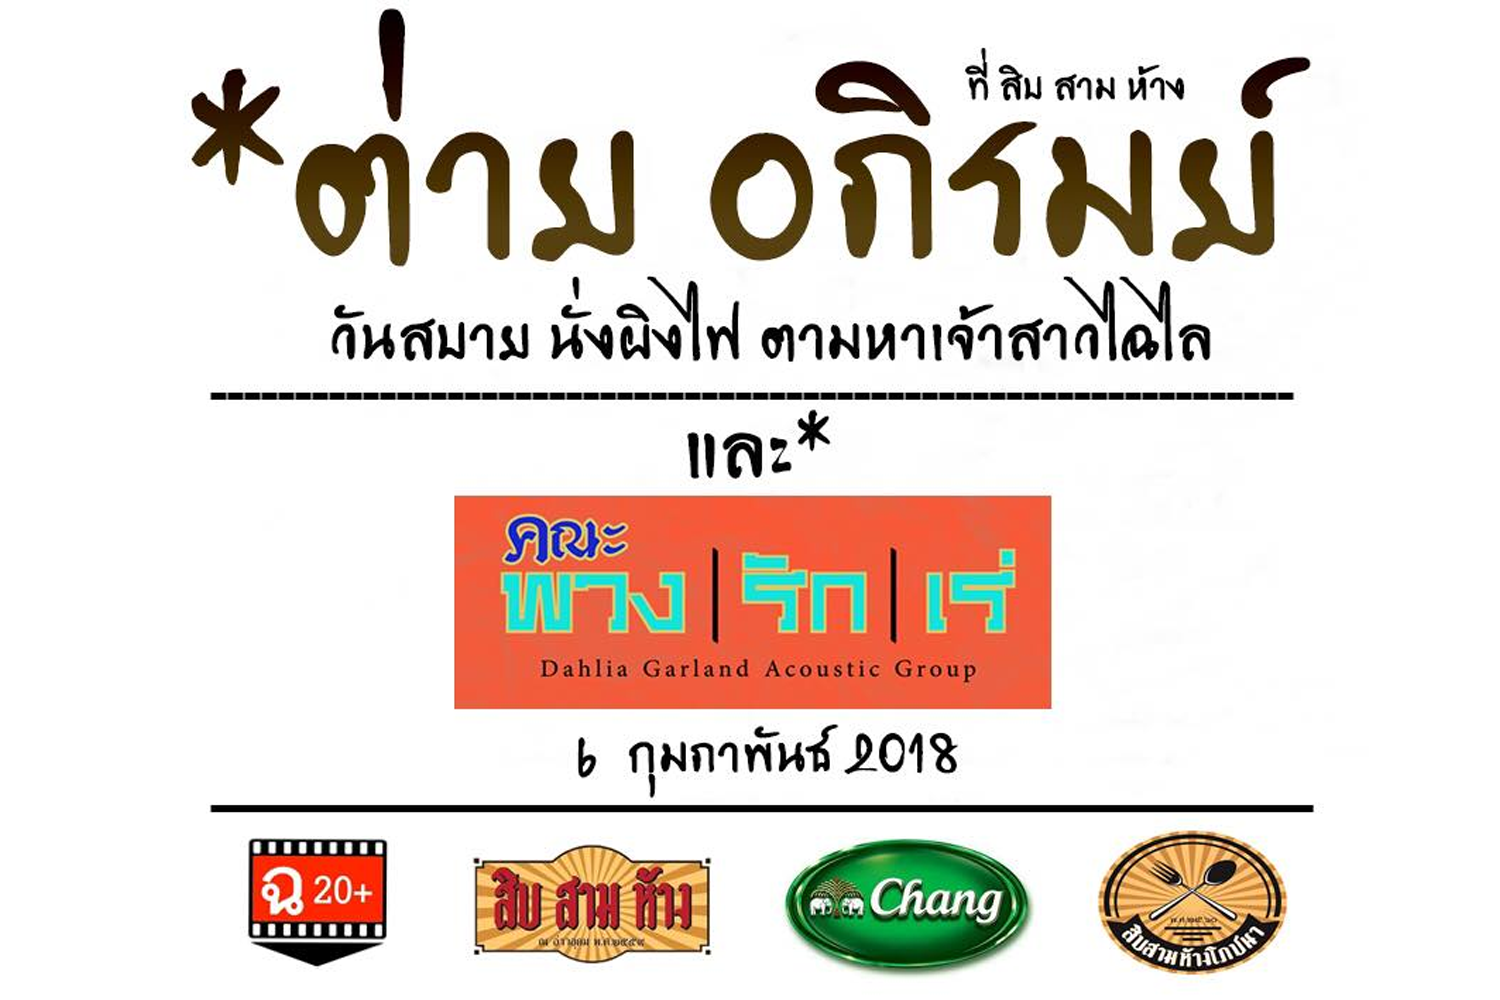 ที่ สิบ สาม ห้าง
*ต่าย อภิรมย์
วันสบาย นั่งผิงไฟ ตามหาเจ้าสาวไฉไล
และ*
คณะ
พวง|รัก|เร่
Dahlia Garland Acoustic Group
6 กุมภาพันธ์ 2018
ฉ 20+
สิบ สาม ห้าง
Chang
สิบสามห้างโภชนา